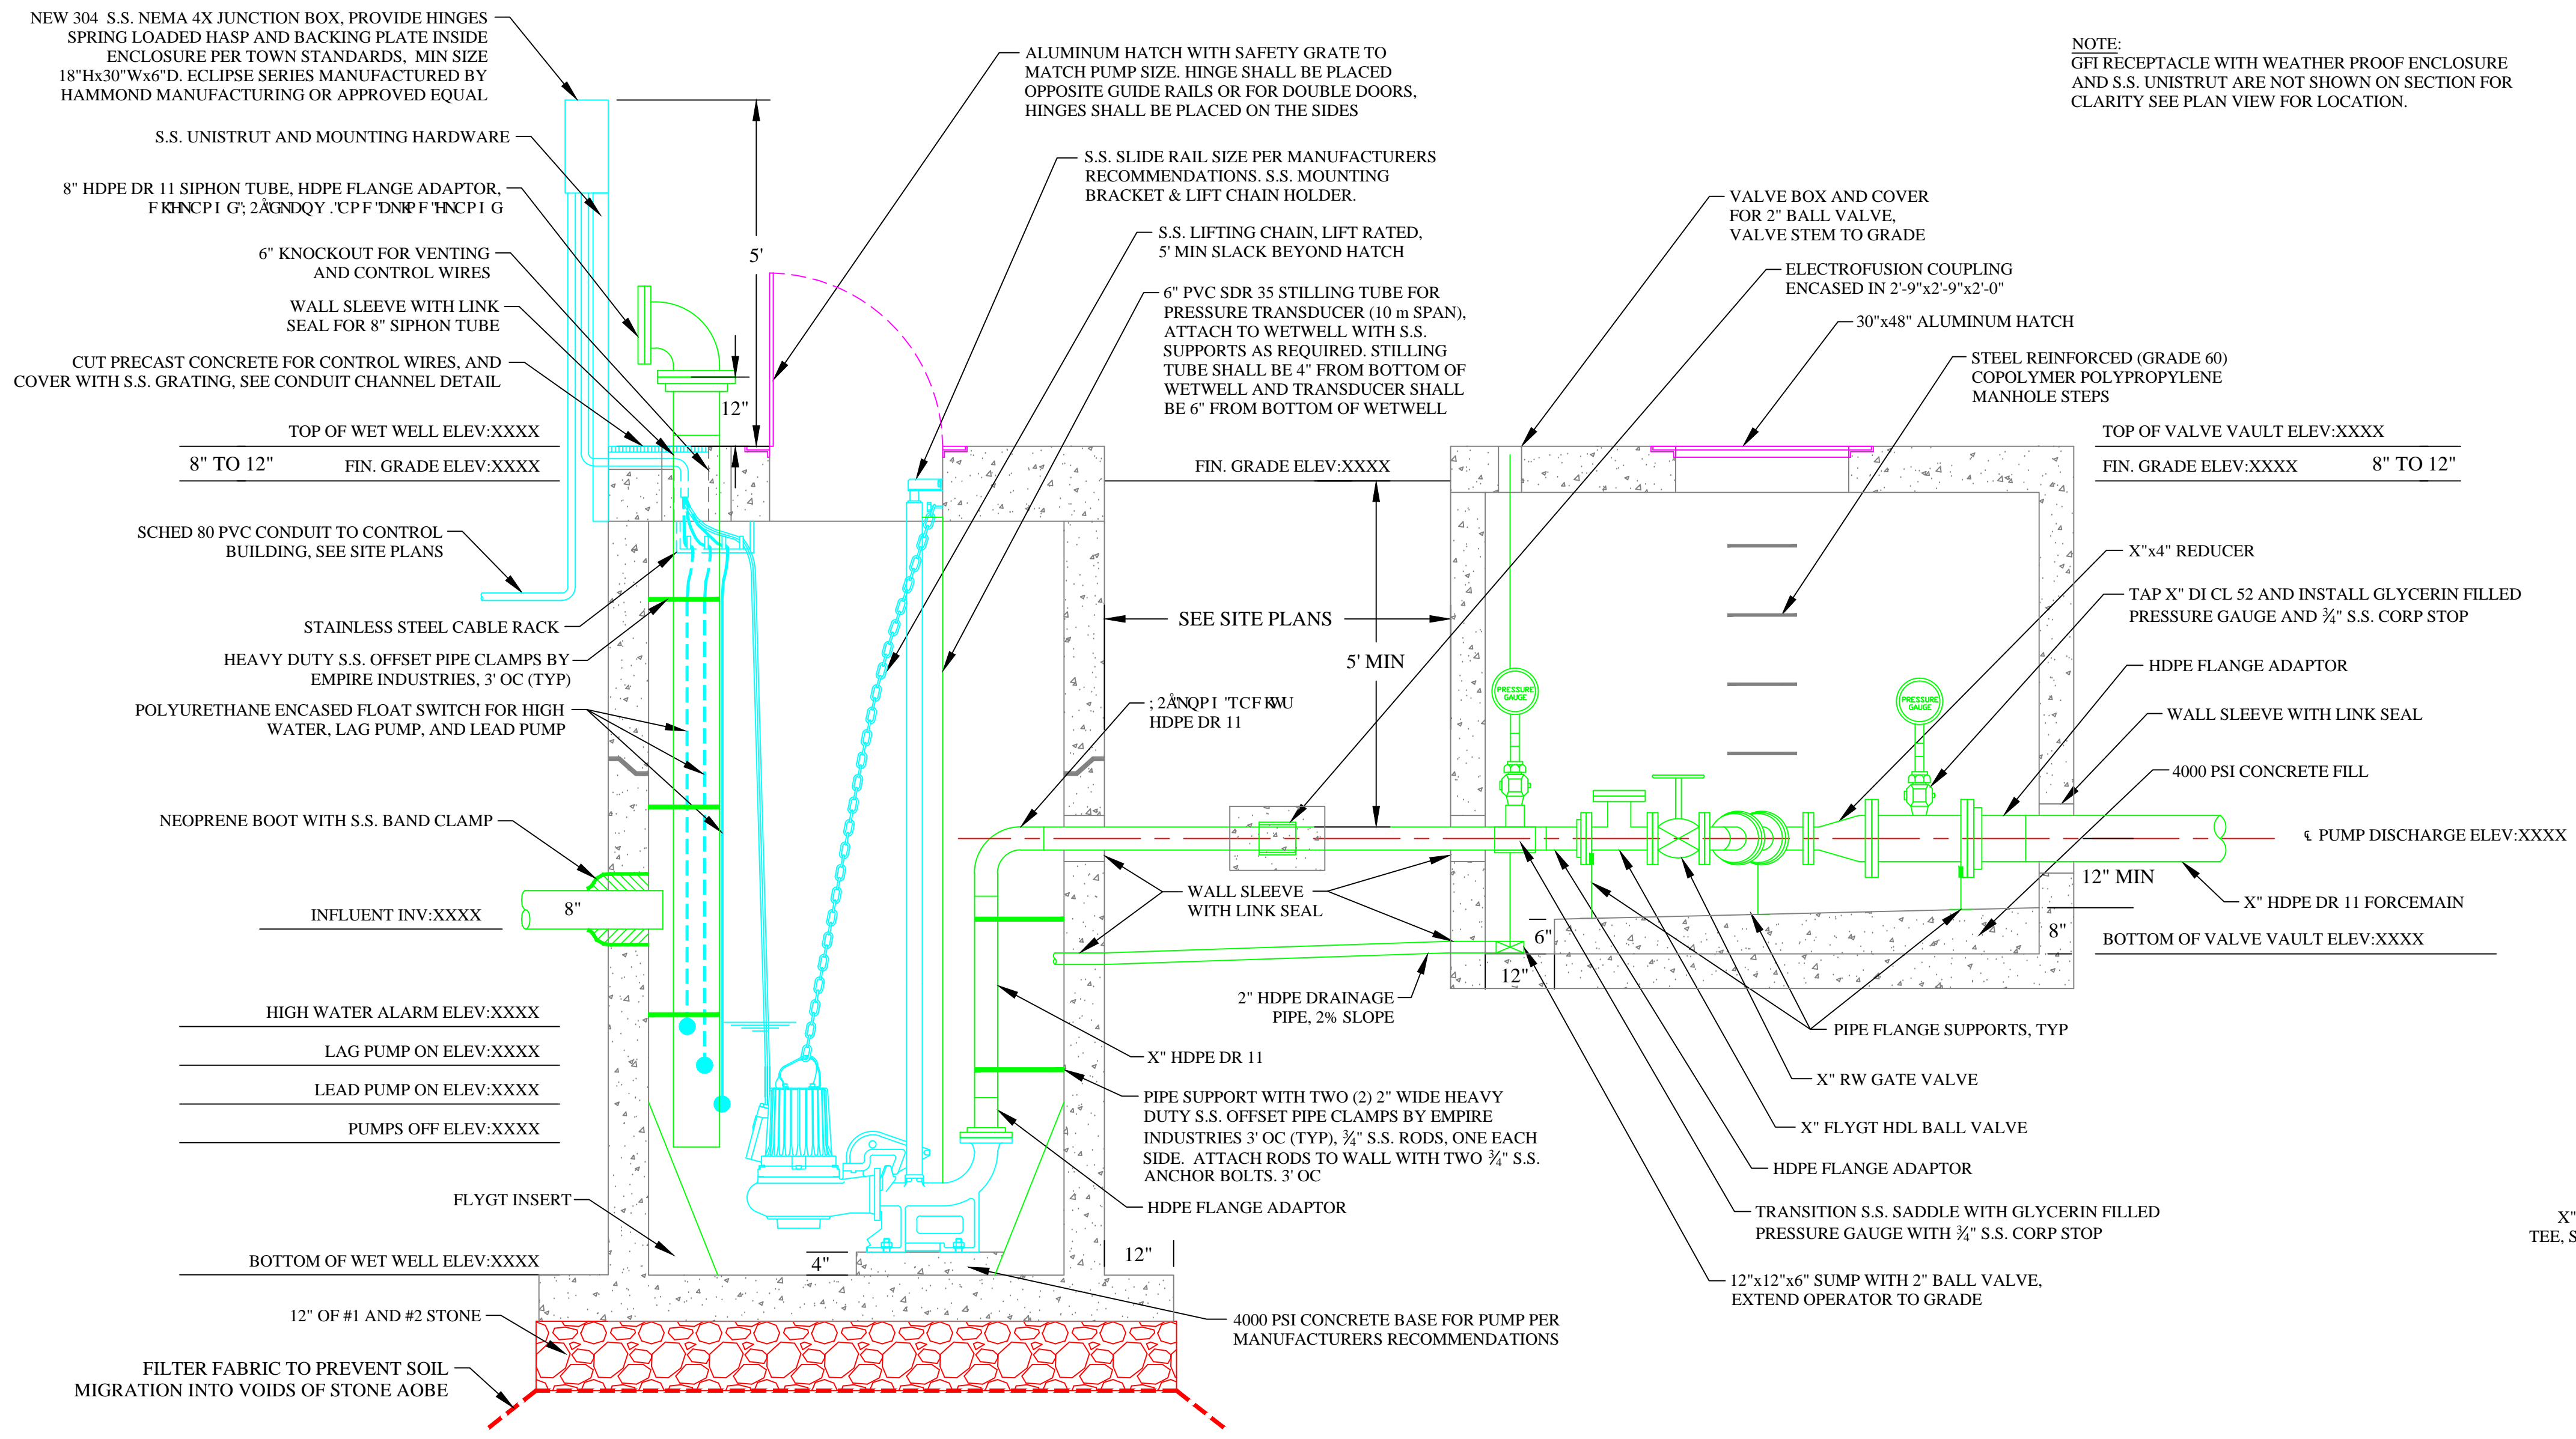 NEW 304 S.S. NEMA 4X JUNCTION BOX, PROVIDE HINGES
SPRING LOADED HASP AND BACKING PLATE INSIDE
ENCLOSURE PER TOWN STANDARDS, MIN SIZE
18"Hx30"Wx6"D. ECLIPSE SERIES MANUFACTURED BY
HAMMOND MANUFACTURING OR APPROVED EQUAL
S.S. UNISTRUT AND MOUNTING HARDWARE
8" HDPE DR 11 SIPHON TUBE, HDPE FLANGE ADAPTOR,
6" KNOCKOUT FOR VENTING
AND CONTROL WIRES
WALL SLEEVE WITH LINK
SEAL FOR 8" SIPHON TUBE
CUT PRECAST CONCRETE FOR CONTROL WIRES, AND
COVER WITH S.S. GRATING, SEE CONDUIT CHANNEL DETAIL
TOP OF WET WELL ELEV:XXXX
8" TO 12"
FIN. GRADE ELEV:XXXX
SCHED 80 PVC CONDUIT TO CONTROL
BUILDING, SEE SITE PLANS
STAINLESS STEEL CABLE RACK
HEAVY DUTY S.S. OFFSET PIPE CLAMPS BY
EMPIRE INDUSTRIES, 3' OC (TYP)
POLYURETHANE ENCASED FLOAT SWITCH FOR HIGH
WATER, LAG PUMP, AND LEAD PUMP
NEOPRENE BOOT WITH S.S. BAND CLAMP
8"
INFLUENT INV:XXXX
HIGH WATER ALARM ELEV:XXXX
LAG PUMP ON ELEV:XXXX
LEAD PUMP ON ELEV:XXXX
PUMPS OFF ELEV:XXXX
FLYGT INSERT
BOTTOM OF WET WELL ELEV:XXXX
12" OF #1 AND #2 STONE
FILTER FABRIC TO PREVENT SOIL
MIGRATION INTO VOIDS OF STONE AOBE
5'
12"
ALUMINUM HATCH WITH SAFETY GRATE TO
MATCH PUMP SIZE. HINGE SHALL BE PLACED
OPPOSITE GUIDE RAILS OR FOR DOUBLE DOORS,
HINGES SHALL BE PLACED ON THE SIDES
S.S. SLIDE RAIL SIZE PER MANUFACTURERS
RECOMMENDATIONS. S.S. MOUNTING
BRACKET & LIFT CHAIN HOLDER.
S.S. LIFTING CHAIN, LIFT RATED,
5' MIN SLACK BEYOND HATCH
6" PVC SDR 35 STILLING TUBE FOR
PRESSURE TRANSDUCER (10 m SPAN),
ATTACH TO WETWELL WITH S.S.
SUPPORTS AS REQUIRED. STILLING
TUBE SHALL BE 4" FROM BOTTOM OF
WETWELL AND TRANSDUCER SHALL
BE 6" FROM BOTTOM OF WETWELL
FIN. GRADE ELEV:XXXX
SEE SITE PLANS
5' MIN
HDPE DR 11
WALL SLEEVE
WITH LINK SEAL
2" HDPE DRAINAGE
PIPE, 2% SLOPE
X" HDPE DR 11
PIPE SUPPORT WITH TWO (2) 2" WIDE HEAVY
DUTY S.S. OFFSET PIPE CLAMPS BY EMPIRE
INDUSTRIES 3' OC (TYP), ¾" S.S. RODS, ONE EACH
SIDE. ATTACH RODS TO WALL WITH TWO ¾" S.S.
ANCHOR BOLTS. 3' OC
HDPE FLANGE ADAPTOR
4"
12"
4000 PSI CONCRETE BASE FOR PUMP PER
MANUFACTURERS RECOMMENDATIONS
NOTE:
GFI RECEPTACLE WITH WEATHER PROOF ENCLOSURE
AND S.S. UNISTRUT ARE NOT SHOWN ON SECTION FOR
CLARITY SEE PLAN VIEW FOR LOCATION.
VALVE BOX AND COVER
FOR 2" BALL VALVE,
VALVE STEM TO GRADE
ELECTROFUSION COUPLING
ENCASED IN 2'-9"x2'-9"x2'-0"
30"x48" ALUMINUM HATCH
STEEL REINFORCED (GRADE 60)
COPOLYMER POLYPROPYLENE
MANHOLE STEPS
TOP OF VALVE VAULT ELEV:XXXX
FIN. GRADE ELEV:XXXX
8" TO 12"
X"x4" REDUCER
TAP X" DI CL 52 AND INSTALL GLYCERIN FILLED
PRESSURE GAUGE AND ¾" S.S. CORP STOP
HDPE FLANGE ADAPTOR
WALL SLEEVE WITH LINK SEAL
4000 PSI CONCRETE FILL
PRESSURE
GAUGE
PRESSURE
GAUGE
℄ PUMP DISCHARGE ELEV:XXXX
12" MIN
X" HDPE DR 11 FORCEMAIN
6"
12"
8"
BOTTOM OF VALVE VAULT ELEV:XXXX
PIPE FLANGE SUPPORTS, TYP
X" RW GATE VALVE
X" FLYGT HDL BALL VALVE
HDPE FLANGE ADAPTOR
TRANSITION S.S. SADDLE WITH GLYCERIN FILLED
PRESSURE GAUGE WITH ¾" S.S. CORP STOP
12"x12"x6" SUMP WITH 2" BALL VALVE,
EXTEND OPERATOR TO GRADE
X"
TEE, S